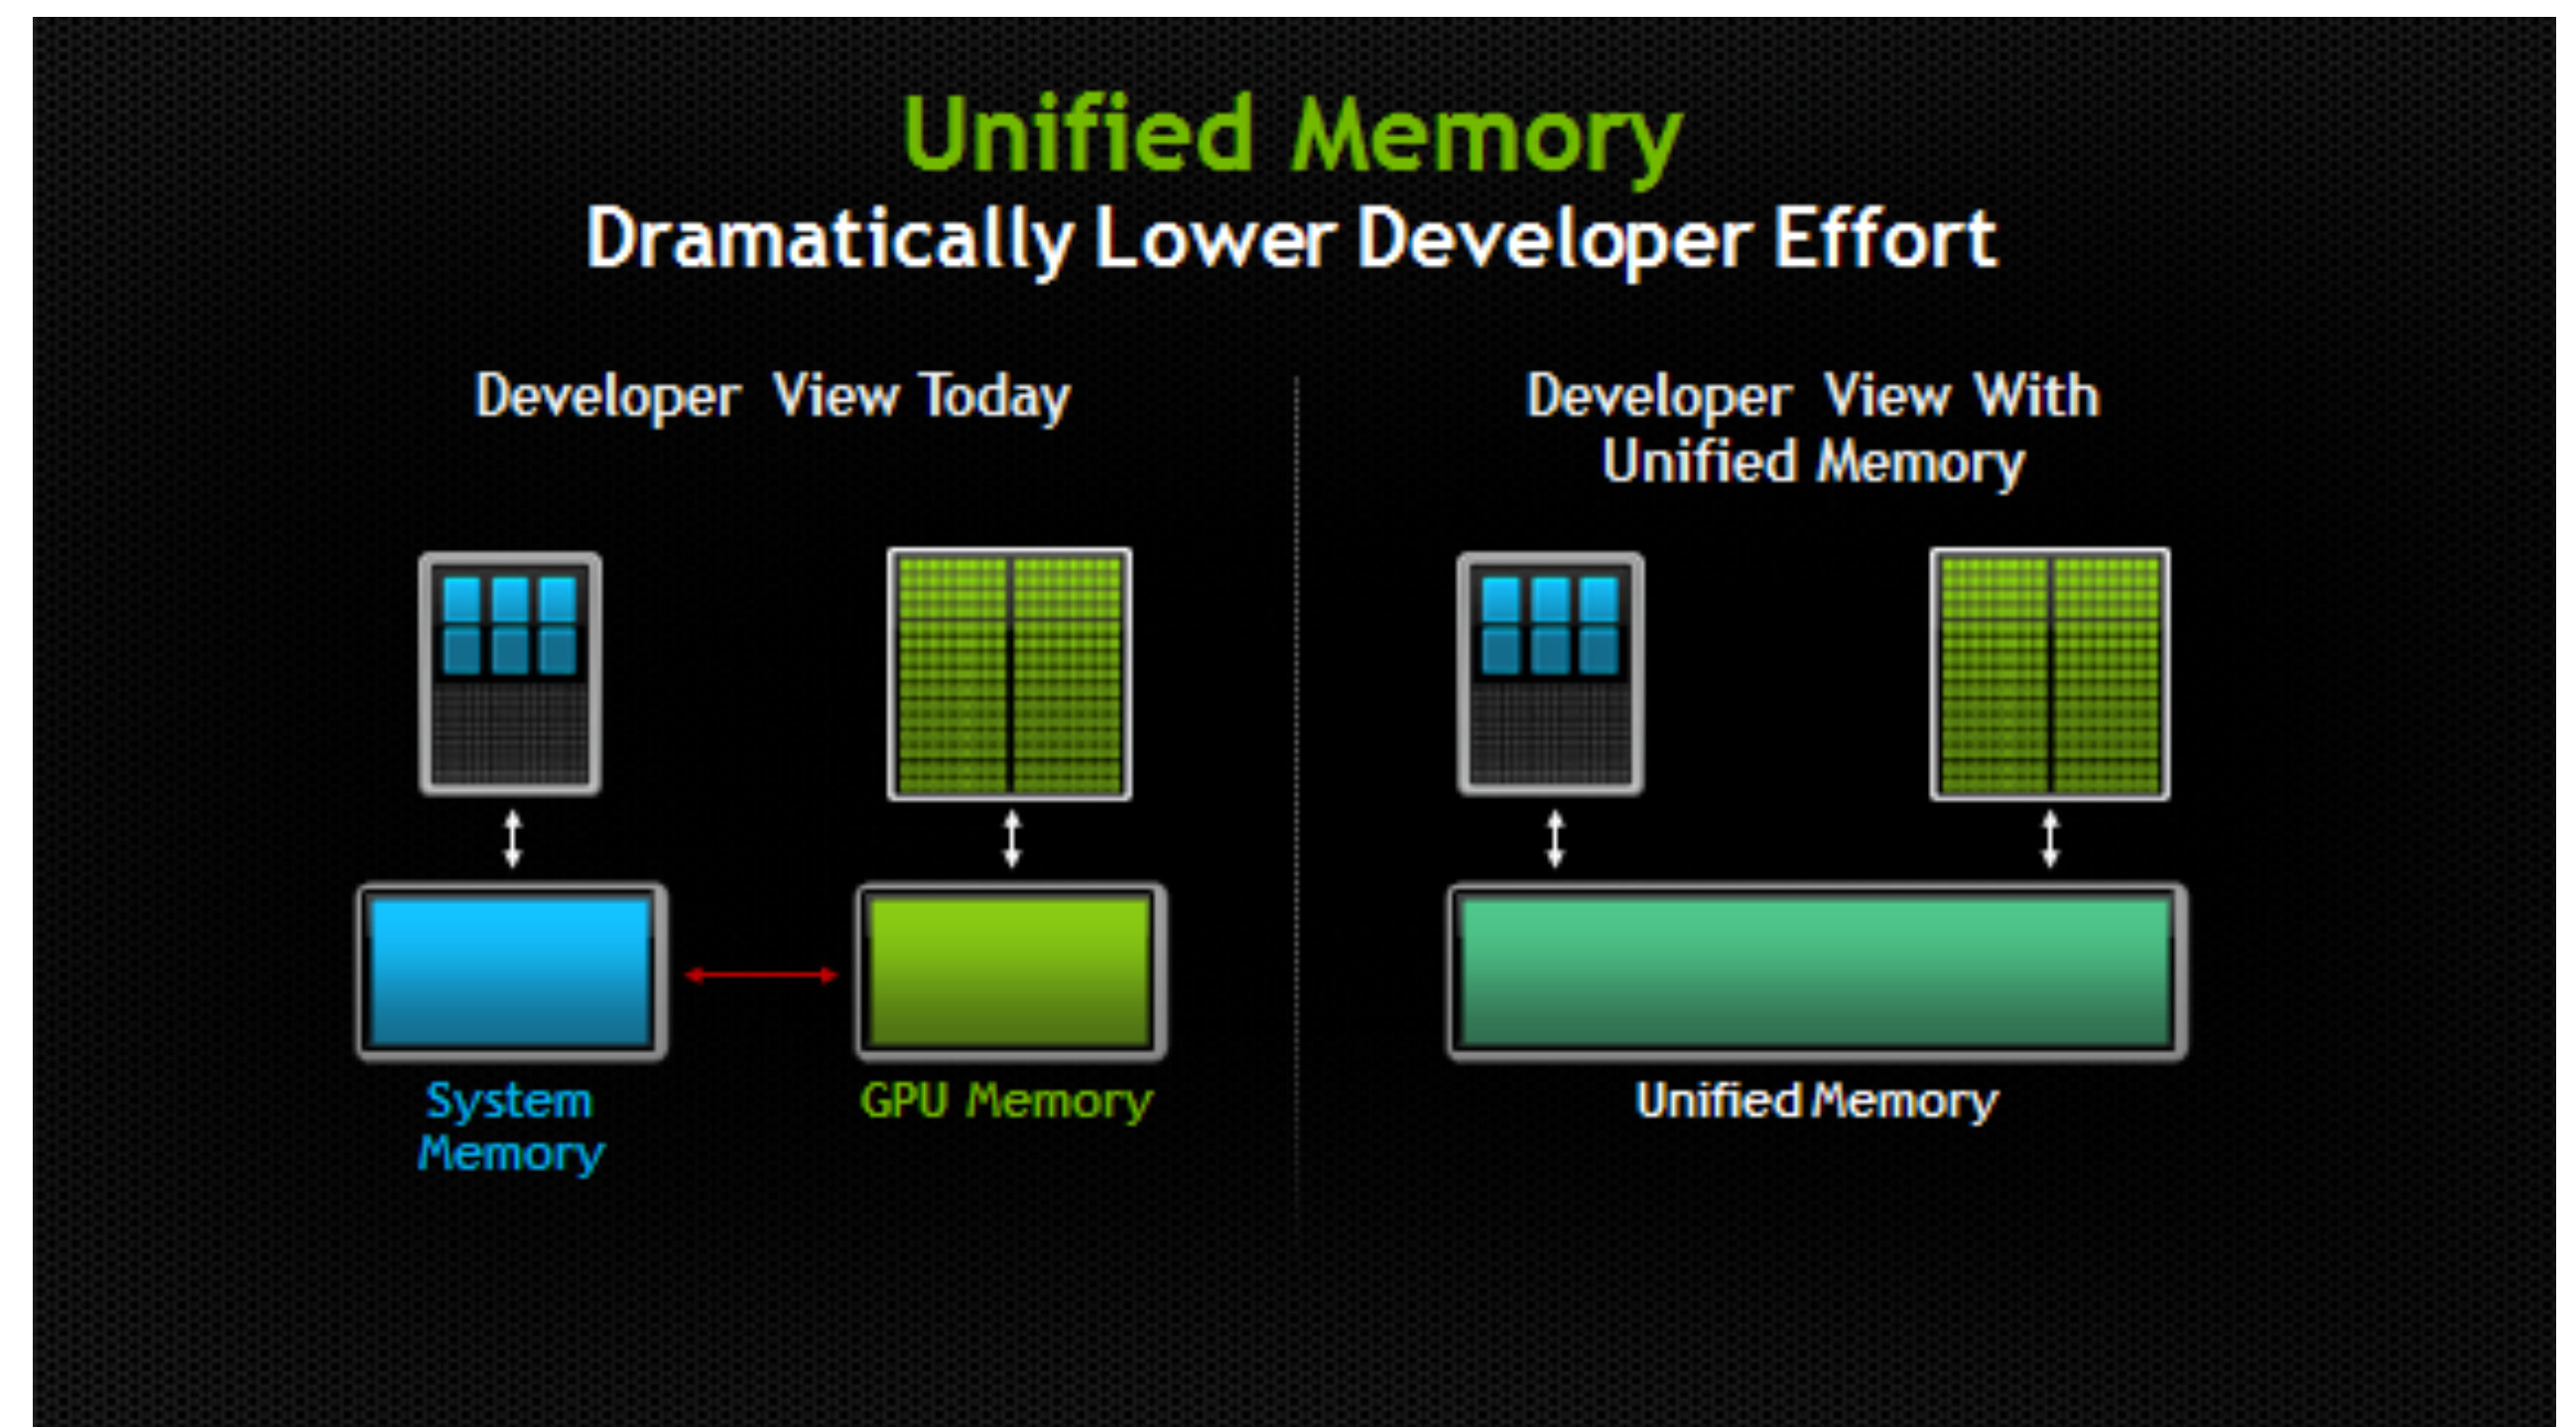 Unified Memory
Dramatically Lower Developer Effort
Developer View Today
Developer View With
Unified Memory
System
Memory
GPU Memory
Unified Memory